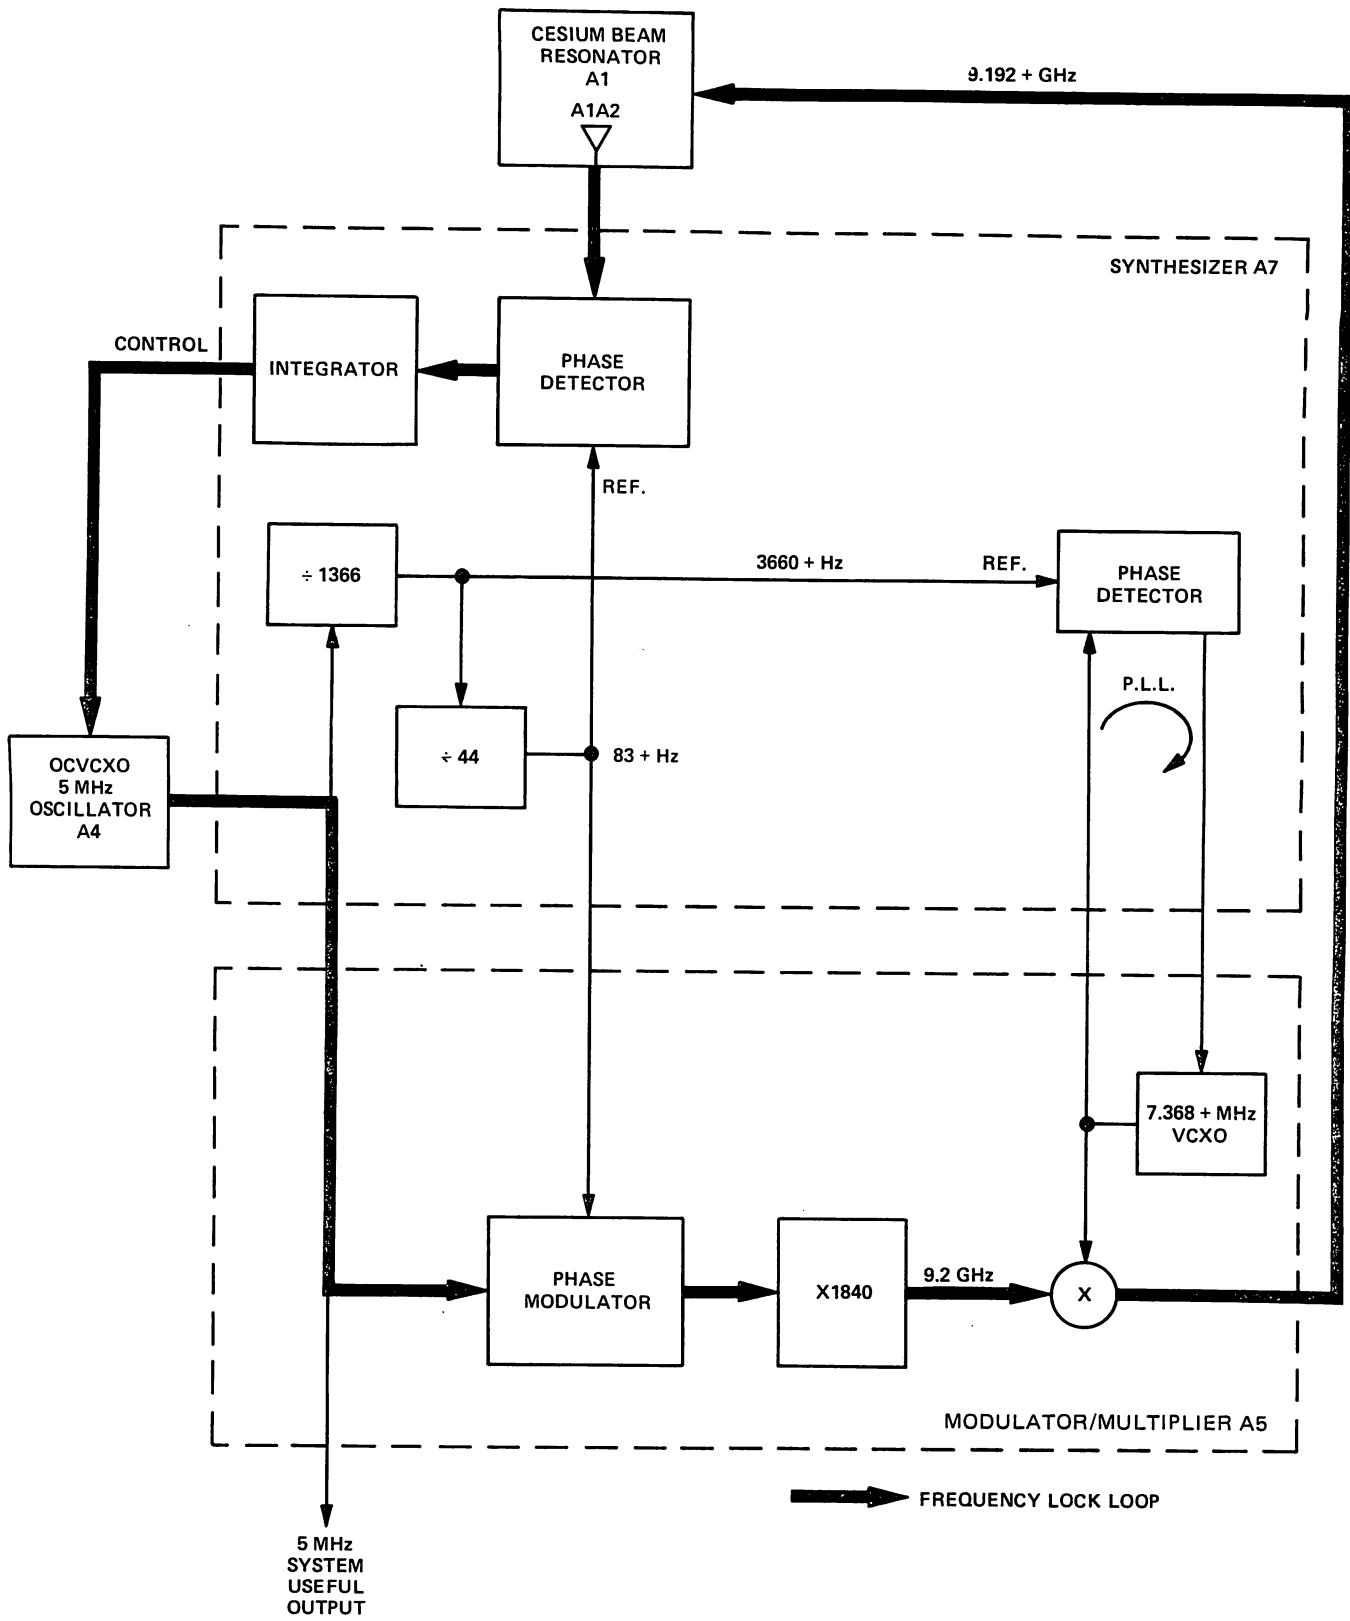 CESIUM BEAM
RESONATOR
A1
A1A2
9.192 + GHz
SYNTHESIZER A7
CONTROL
INTEGRATOR
PHASE
DETECTOR
REF.
÷ 1366
3660 + Hz
REF.
PHASE
DETECTOR
P.L.L.
÷ 44
83 + Hz
OCVCXO
5 MHz
OSCILLATOR
A4
7.368 + MHz
VCXO
PHASE
MODULATOR
X1840
9.2 GHz
X
MODULATOR/MULTIPLIER A5
FREQUENCY LOCK LOOP
5 MHz
SYSTEM
USEFUL
OUTPUT